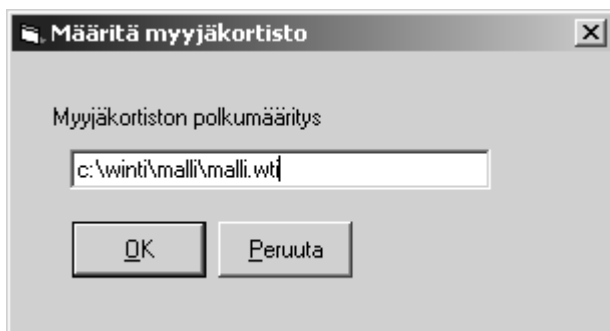 Määritä myyjäkortisto
Myyjäkortiston polkumääritys
c:\winti\malli\malli.wti
OK
Peruuta